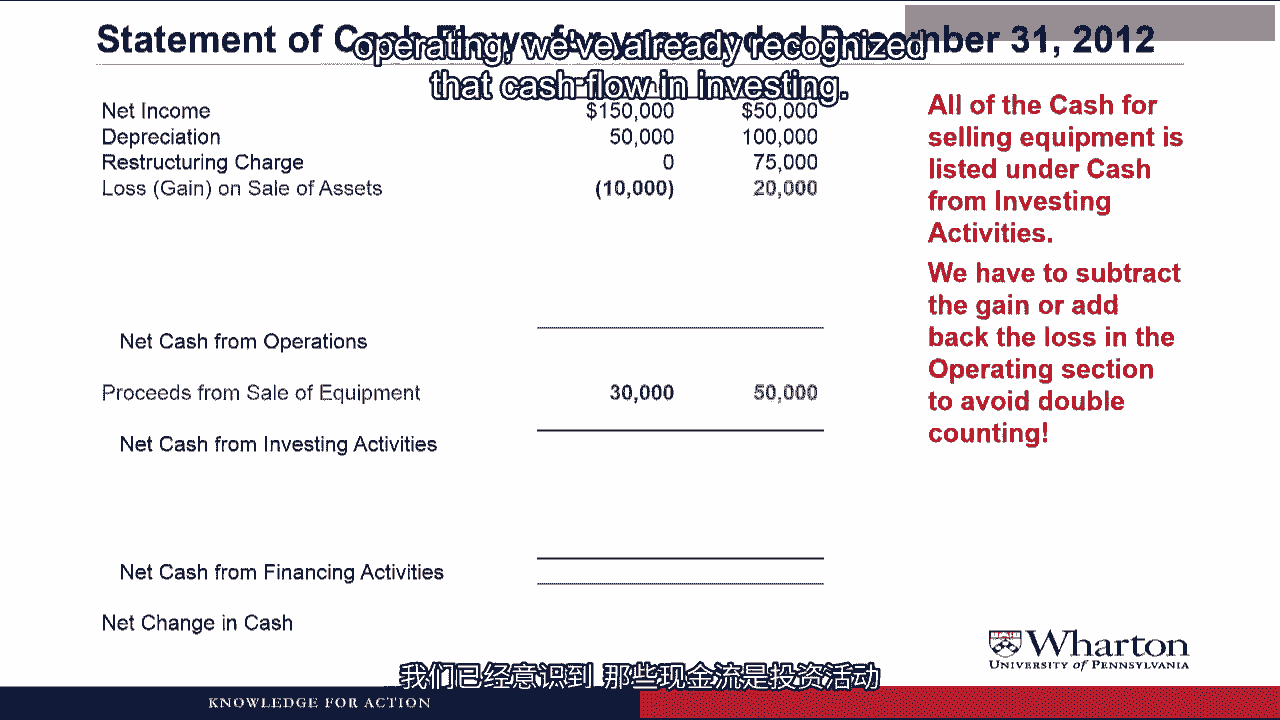 Statement of Cash Flows for year ended December 31, 2012
operating, we've already recognized
that cash flow in investing.
Net Income $150,000 $50,000
Depreciation 50,000 100,000
Restructuring Charge 0 75,000
Loss (Gain) on Sale of Assets (10,000) 20,000
Net Cash from Operations
Proceeds from Sale of Equipment 30,000 50,000
Net Cash from Investing Activities
Net Cash from Financing Activities
Net Change in Cash
All of the Cash for
selling equipment is
listed under Cash
from Investing
Activities.
We have to subtract
the gain or add
back the loss in the
Operating section
to avoid double
counting!
Wharton
UNIVERSITY of PENNSYLVANIA
我们已经意识到 那些现金流是投资活动
KNOWLEDGE FOR ACTION